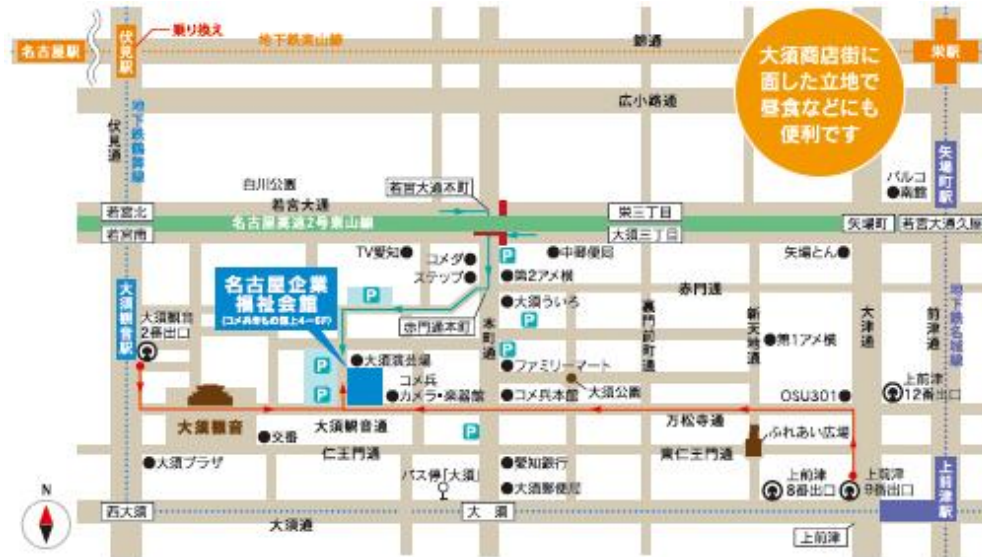 乗り換え
名古屋駅
伏見駅
地下鉄東山線
錦通
栄駅
大須商店街に
面した立地で
昼食などにも
便利です
広小路通
伏見通
地下鉄鶴舞線
矢場町駅
パルコ
●南館
白川公園
若宮大通本町
若宮大通
若宮北
名古屋高速2号東山線
栄三丁目
若宮南
大須三丁目
矢場町
若宮大通久屋
TV愛知●
コメダ●
ステップ●
P
●中郵便局
矢場とん●
●第2アメ横
名古屋企業
福祉会館
P
赤門通
●大須ういろ
大須観音駅
大須観音
2番出口
赤門通本町
本町通
P
裏門前町通
新天地通
●第1アメ横
大津通
前津通
地下鉄名城線
●大須演芸場
P
P
●ファミリーマート
コメ兵
●カメラ・楽器館
P
●コメ兵本館
大須公園
OSU301●
上前津
12番出口
大須観音
大須観音通
万松寺通
●交番
P
ふれあい広場
●大須プラザ
仁王門通
●愛知銀行
東仁王門通
バス停「大須」
●大須郵便局
上前津
8番出口
上前津
9番出口
上前津駅
N
西大須
大須通
大須
上前津